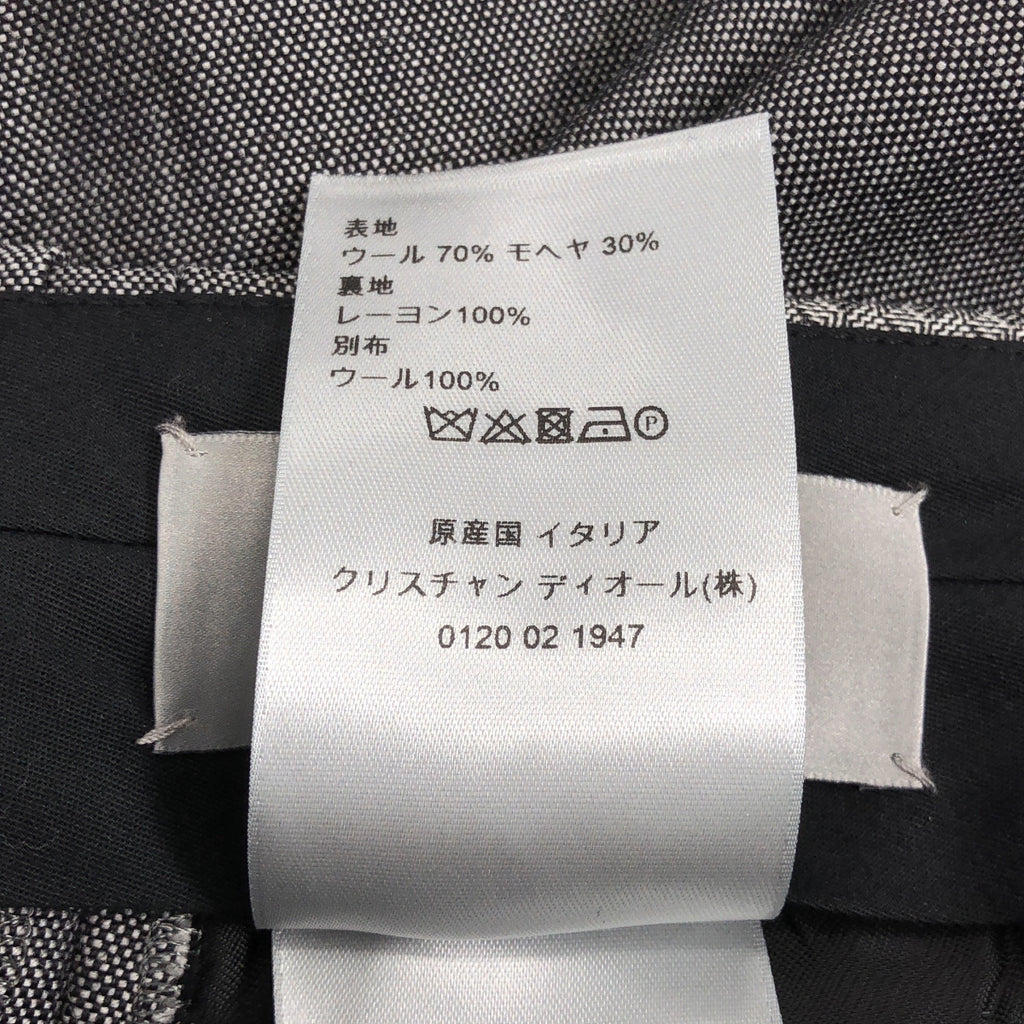 表地
ウール 70% モヘヤ 30%
裏地
レーヨン100%
別布
ウール100%
P
原産国 イタリア
クリスチャン ディオール(株)
0120 02 1947